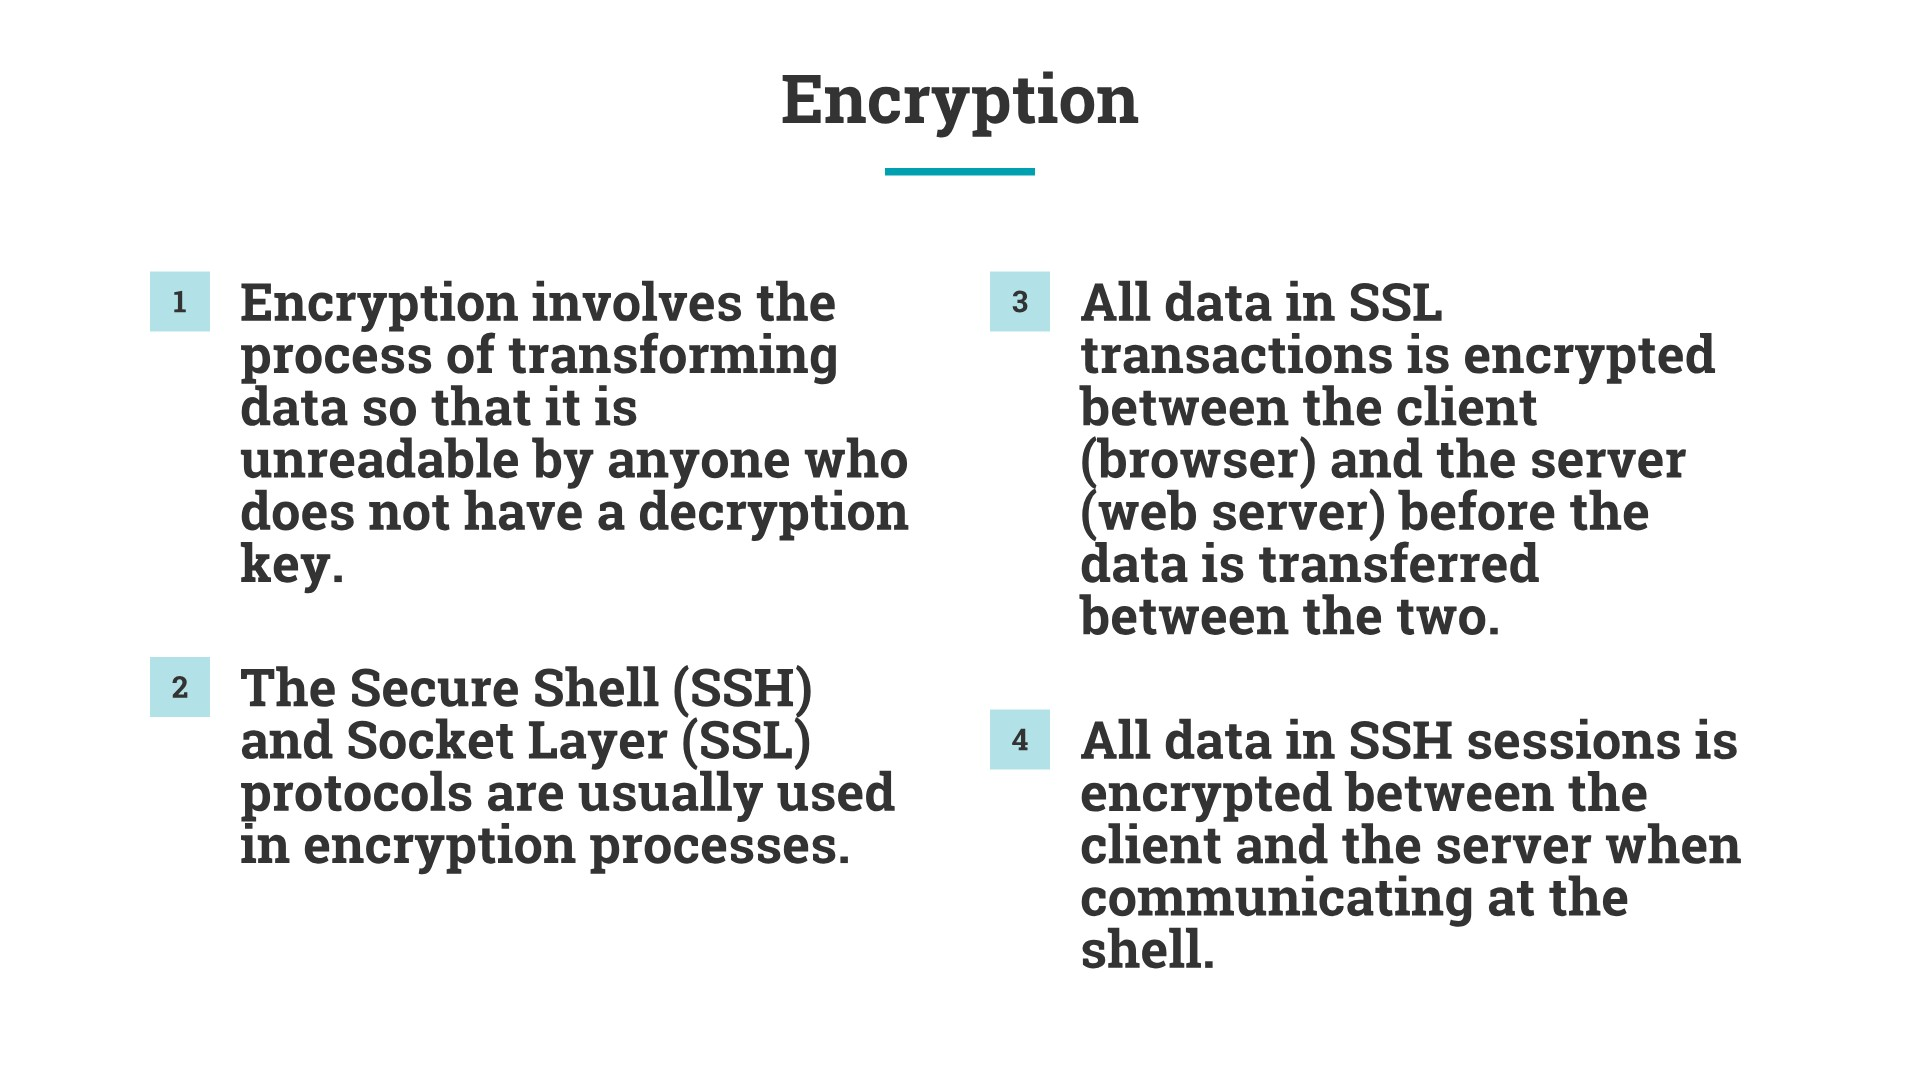 Encryption
1
Encryption involves the
process of transforming
data so that it is
unreadable by anyone who
does not have a decryption
key.
2
The Secure Shell (SSH)
and Socket Layer (SSL)
protocols are usually used
in encryption processes.
3
All data in SSL
transactions is encrypted
between the client
(browser) and the server
(web server) before the
data is transferred
between the two.
4
All data in SSH sessions is
encrypted between the
client and the server when
communicating at the
shell.